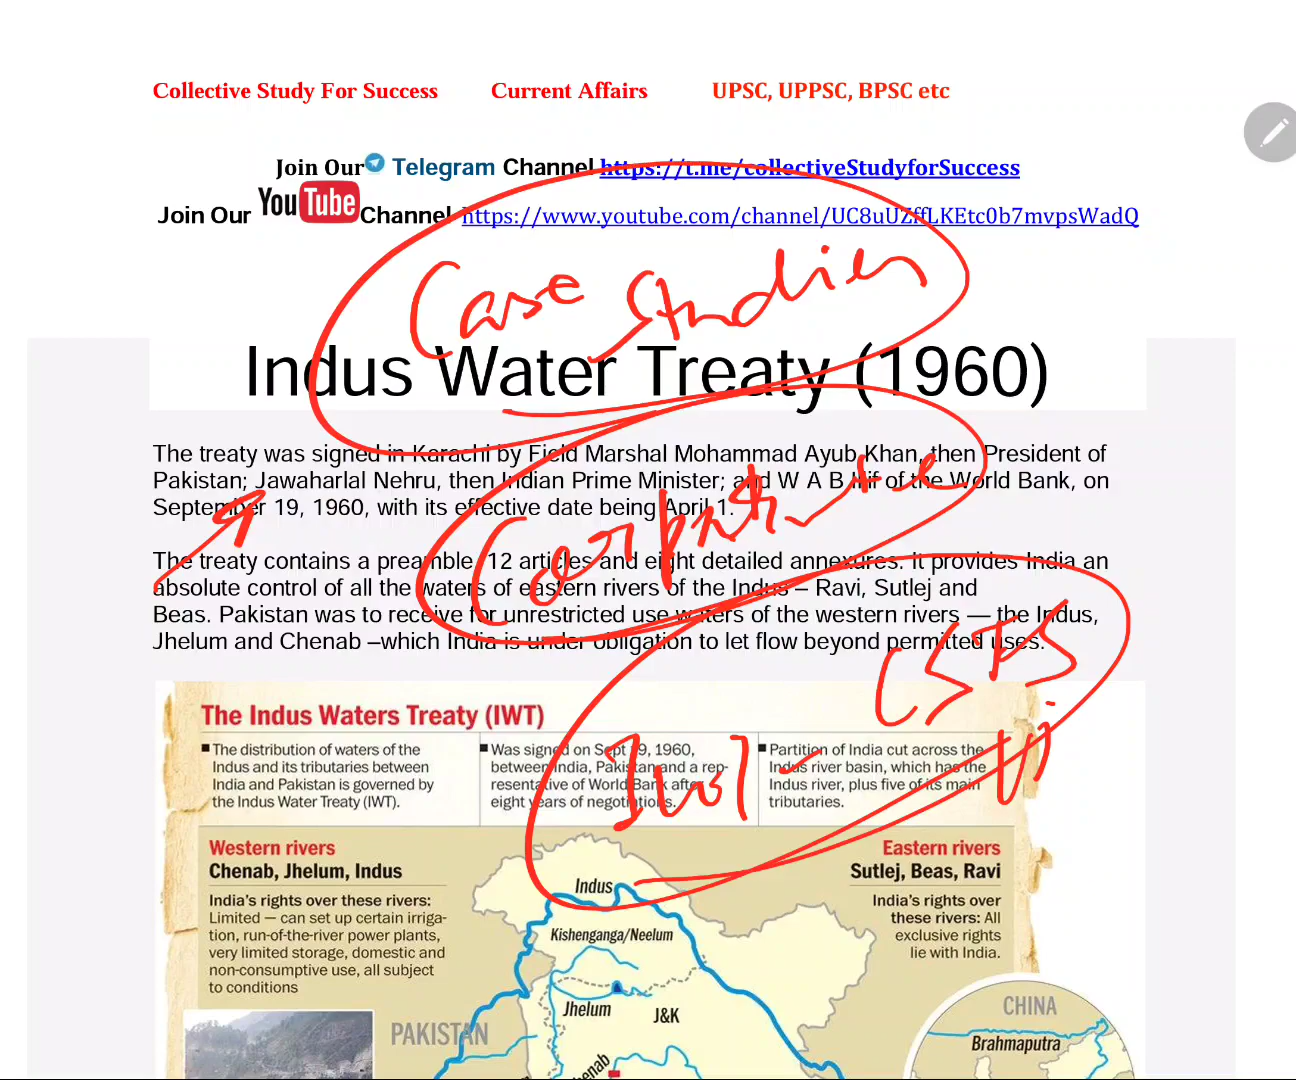 Collective Study For Success Current Affairs UPSC, UPPSC, BPSC etc
Join Our Telegram Channel https://t.me/collectiveStudyforSuccess
Join Our YouTube Channel https://www.youtube.com/channel/UC8uUZffLKEtc0b7mvpsWadQ
Case Studies
Indus Water Treaty (1960)
The treaty was signed in Karachi by Field Marshal Mohammad Ayub Khan, then President of
Pakistan; Jawaharlal Nehru, then Indian Prime Minister; and W A B Ilif of the World Bank, on
September 19, 1960, with its effective date being April 1.
The treaty contains a preamble, 12 articles and eight detailed annexures. It provides India an
absolute control of all the waters of eastern rivers of the Indus – Ravi, Sutlej and
Beas. Pakistan was to receive for unrestricted use waters of the western rivers — the Indus,
Jhelum and Chenab –which India is under obligation to let flow beyond permitted uses.
The Indus Waters Treaty (IWT)
The distribution of waters of the
Indus and its tributaries between
India and Pakistan is governed by
the Indus Water Treaty (IWT).
Was signed on Sept 19, 1960,
between India, Pakistan and a rep-
resentative of World Bank after
eight years of negotiations.
Partition of India cut across the
Indus river basin, which has the
Indus river, plus five of its main
tributaries.
Western rivers
Chenab, Jhelum, Indus
India's rights over these rivers:
Limited — can set up certain irriga-
tion, run-of-the-river power plants,
very limited storage, domestic and
non-consumptive use, all subject
to conditions
Eastern rivers
Sutlej, Beas, Ravi
India's rights over
these rivers: All
exclusive rights
lie with India.
Indus
Kishenganga/Neelum
Jhelum
J&K
PAKISTAN
CHINA
Brahmaputra